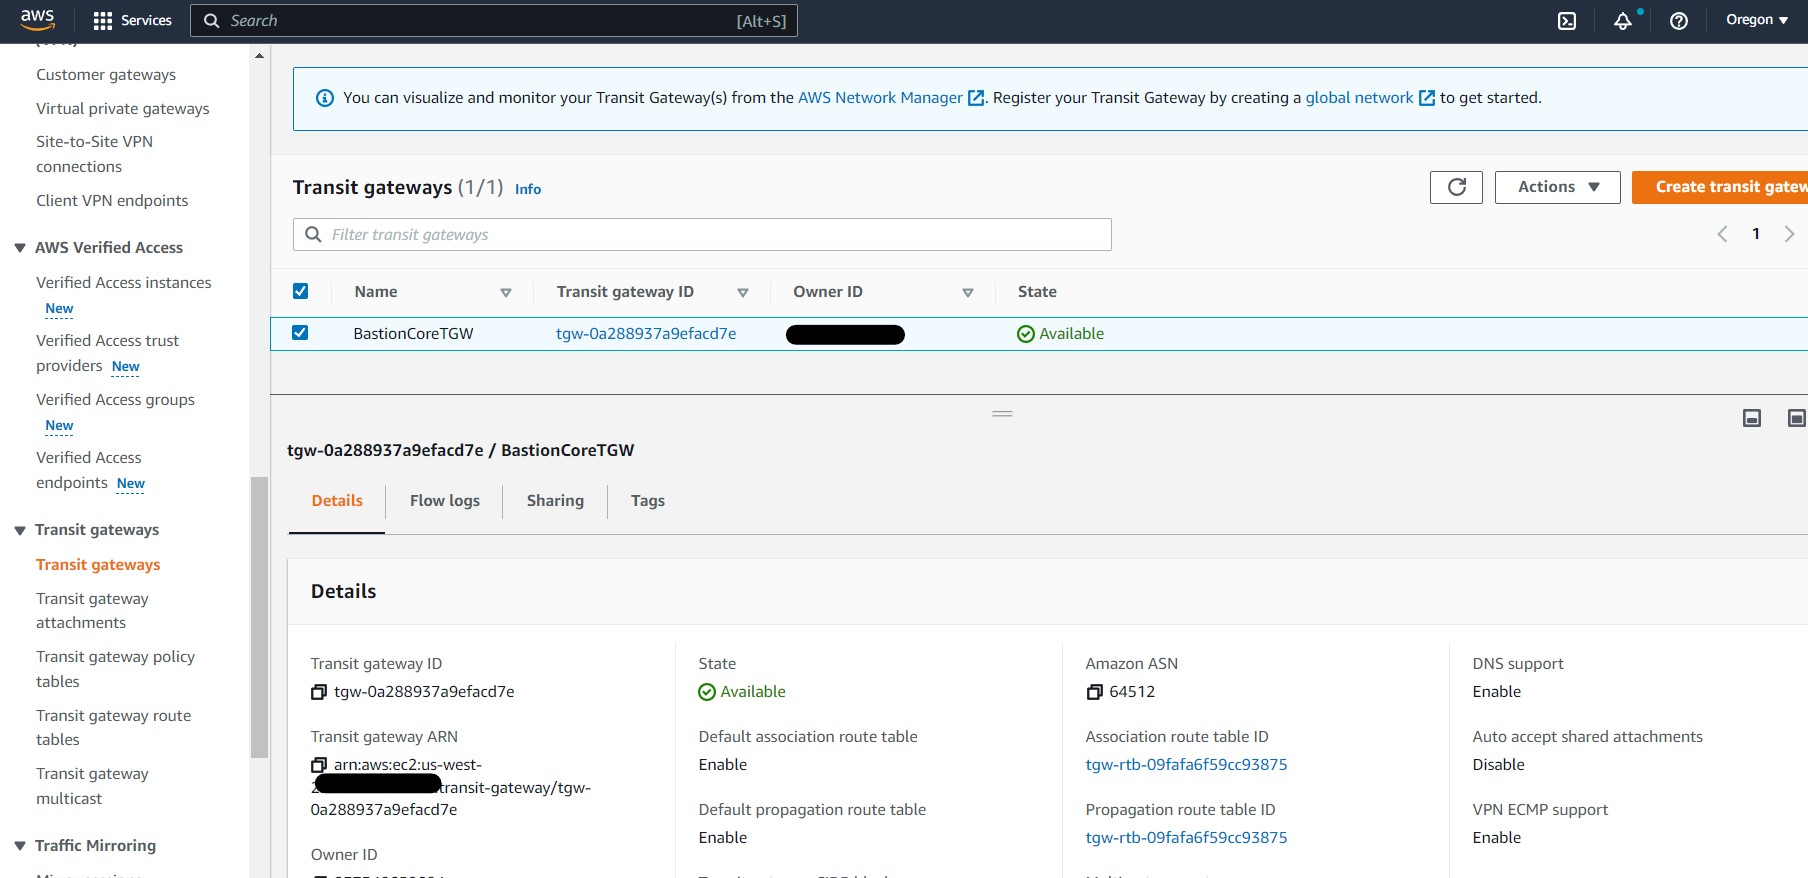 aws
Services
Search
[Alt+S]
Oregon
Customer gateways
Virtual private gateways
Site-to-Site VPN
connections
Client VPN endpoints
AWS Verified Access
Verified Access instances
New
Verified Access trust
providers New
Verified Access groups
New
Verified Access
endpoints New
Transit gateways
Transit gateways
Transit gateway
attachments
Transit gateway policy
tables
Transit gateway route
tables
Transit gateway
multicast
Traffic Mirroring
You can visualize and monitor your Transit Gateway(s) from the AWS Network Manager. Register your Transit Gateway by creating a global network to get started.
Transit gateways (1/1) Info
Actions
Create transit gatew
Filter transit gateways
1
Name Transit gateway ID Owner ID State
BastionCoreTGW tgw-0a288937a9efacd7e Available
tgw-0a288937a9efacd7e / BastionCoreTGW
Details Flow logs Sharing Tags
Details
Transit gateway ID
tgw-0a288937a9efacd7e
Transit gateway ARN
arn:aws:ec2:us-west-
2 transit-gateway/tgw-
0a288937a9efacd7e
Owner ID
State
Available
Default association route table
Enable
Default propagation route table
Enable
Amazon ASN
64512
Association route table ID
tgw-rtb-09fafa6f59cc93875
Propagation route table ID
tgw-rtb-09fafa6f59cc93875
DNS support
Enable
Auto accept shared attachments
Disable
VPN ECMP support
Enable